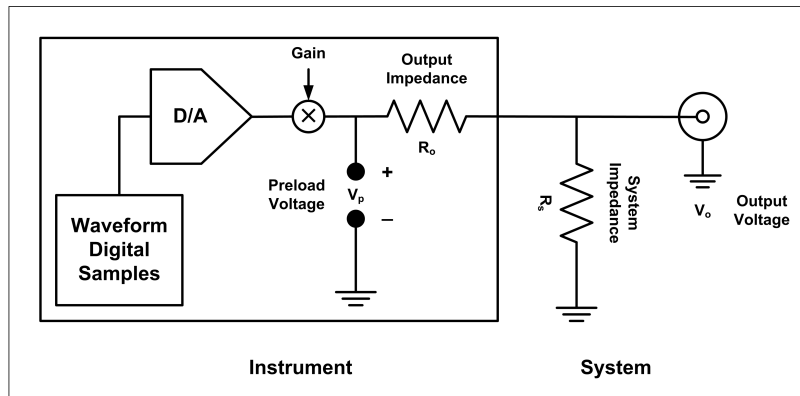 Gain
Output
Impedance
D/A
Rₒ
Waveform
Digital
Samples
Preload
Voltage
+
Vₚ
–
System
Impedance
Rₛ
Vₒ
Output
Voltage
Instrument
System